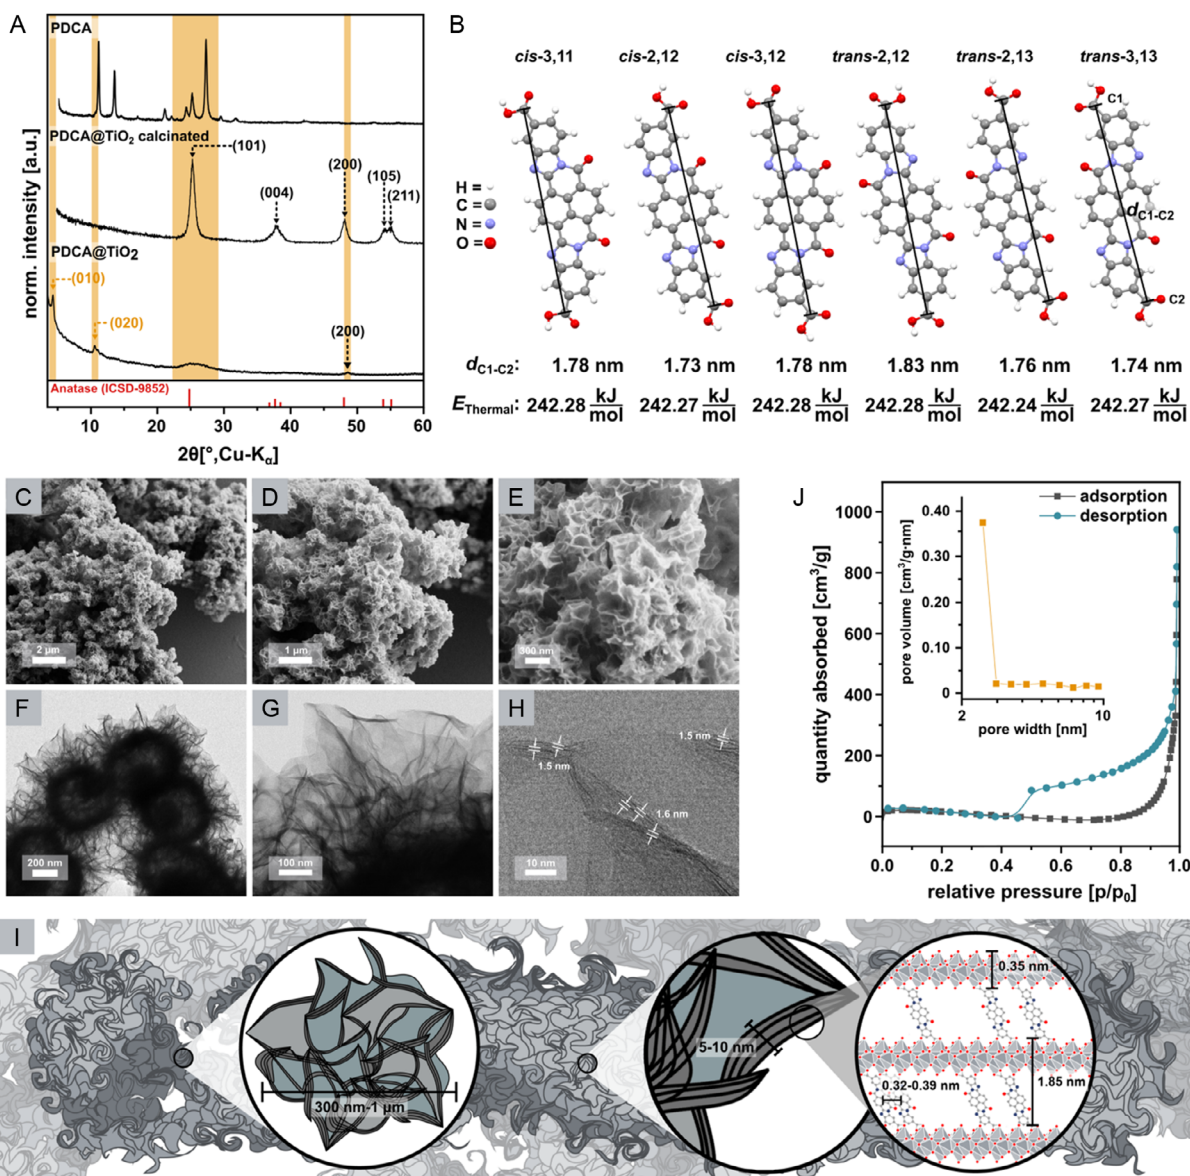 A
PDCA
PDCA@TiO2 calcinated
(101)
(004)
(200)
(105)
(211)
PDCA@TiO2
(010)
(020)
(200)
Anatase (ICSD-9852)
norm. intensity [a.u.]
10 20 30 40 50 60
2θ[°,Cu-Kα]
B
cis-3,11 cis-2,12 cis-3,12 trans-2,12 trans-2,13 trans-3,13
H =
C =
N =
O =
C1
dC1-C2
C2
dC1-C2: 1.78 nm 1.73 nm 1.78 nm 1.83 nm 1.76 nm 1.74 nm
EThermal: 242.28 kJ/mol 242.27 kJ/mol 242.28 kJ/mol 242.28 kJ/mol 242.24 kJ/mol 242.27 kJ/mol
C
2 µm
D
1 µm
E
300 nm
F
200 nm
G
100 nm
H
1.5 nm
1.5 nm
1.6 nm
10 nm
J
adsorption
desorption
quantity absorbed [cm3/g]
1000
800
600
400
200
0
0.0 0.2 0.4 0.6 0.8 1.0
relative pressure [p/p0]
pore volume [cm3/g·nm]
0.40
0.30
0.20
0.10
0
2 10
pore width [nm]
I
300 nm-1 µm
5-10 nm
0.35 nm
0.32-0.39 nm
1.85 nm